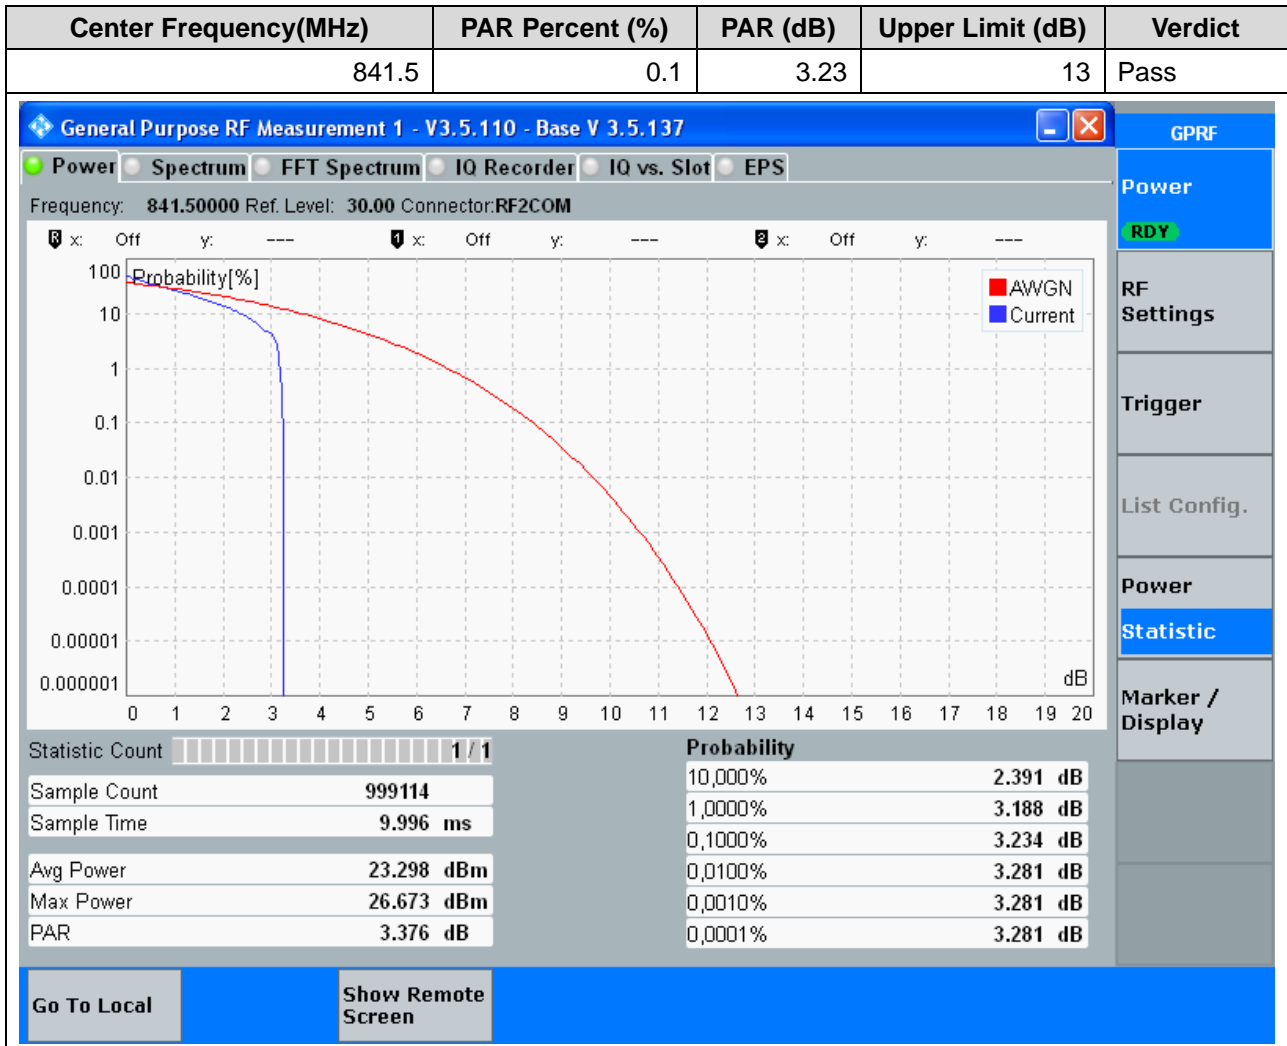 Center Frequency(MHz) PAR Percent (%) PAR (dB) Upper Limit (dB) Verdict
841.5 0.1 3.23 13 Pass
General Purpose RF Measurement 1 - V3.5.110 - Base V 3.5.137
GPRF
Power Spectrum FFT Spectrum IQ Recorder IQ vs. Slot EPS
Frequency: 841.50000 Ref. Level: 30.00 Connector:RF2COM
R x: Off y: --- 1 x: Off y: --- 2 x: Off y: ---
Probability[%]
AWGN
Current
100
10
1
0.1
0.01
0.001
0.0001
0.00001
0.000001
dB
0 1 2 3 4 5 6 7 8 9 10 11 12 13 14 15 16 17 18 19 20
Statistic Count 1 / 1
Sample Count 999114
Sample Time 9.996 ms
Avg Power 23.298 dBm
Max Power 26.673 dBm
PAR 3.376 dB
Probability
10,000% 2.391 dB
1,0000% 3.188 dB
0,1000% 3.234 dB
0,0100% 3.281 dB
0,0010% 3.281 dB
0,0001% 3.281 dB
Power
RDY
RF
Settings
Trigger
List Config.
Power
Statistic
Marker /
Display
Go To Local
Show Remote
Screen